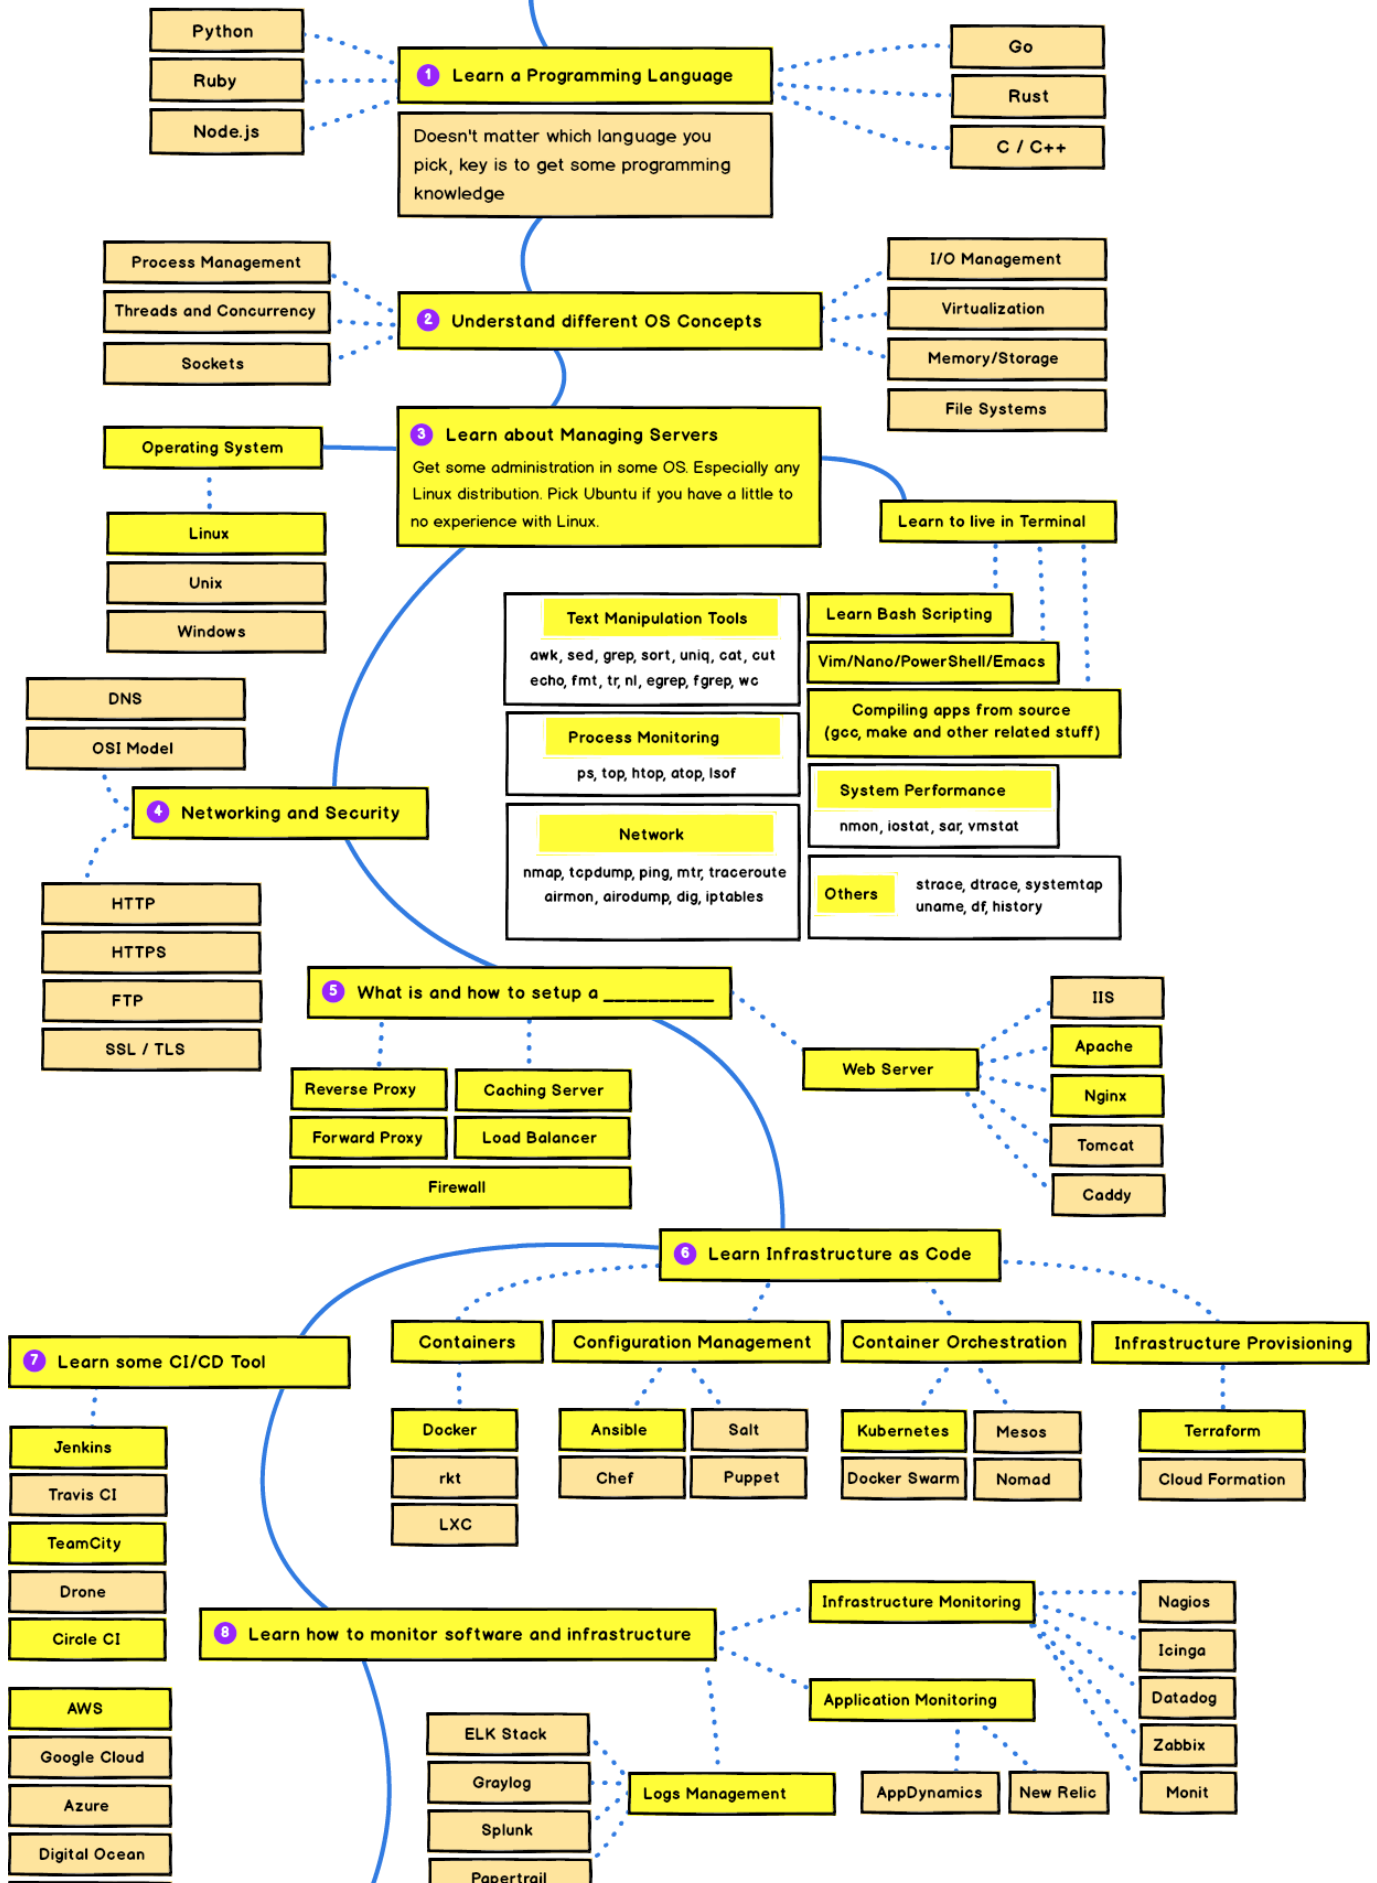 Python
Ruby
Node.js
1 Learn a Programming Language
Doesn't matter which language you
pick, key is to get some programming
knowledge
Go
Rust
C / C++
Process Management
Threads and Concurrency
Sockets
2 Understand different OS Concepts
I/O Management
Virtualization
Memory/Storage
File Systems
3 Learn about Managing Servers
Get some administration in some OS. Especially any
Linux distribution. Pick Ubuntu if you have a little to
no experience with Linux.
Operating System
Linux
Unix
Windows
Learn to live in Terminal
Text Manipulation Tools
awk, sed, grep, sort, uniq, cat, cut
echo, fmt, tr, nl, egrep, fgrep, wc
Process Monitoring
ps, top, htop, atop, lsof
Network
nmap, tcpdump, ping, mtr, traceroute
airmon, airodump, dig, iptables
Learn Bash Scripting
Vim/Nano/PowerShell/Emacs
Compiling apps from source
(gcc, make and other related stuff)
System Performance
nmon, iostat, sar, vmstat
Others
strace, dtrace, systemtap
uname, df, history
DNS
OSI Model
4 Networking and Security
HTTP
HTTPS
FTP
SSL / TLS
5 What is and how to setup a __________
Reverse Proxy
Caching Server
Forward Proxy
Load Balancer
Firewall
Web Server
IIS
Apache
Nginx
Tomcat
Caddy
6 Learn Infrastructure as Code
Containers
Docker
rkt
LXC
Configuration Management
Ansible
Salt
Chef
Puppet
Container Orchestration
Kubernetes
Mesos
Docker Swarm
Nomad
Infrastructure Provisioning
Terraform
Cloud Formation
7 Learn some CI/CD Tool
Jenkins
Travis CI
TeamCity
Drone
Circle CI
8 Learn how to monitor software and infrastructure
Infrastructure Monitoring
Nagios
Icinga
Datadog
Zabbix
Monit
Application Monitoring
AppDynamics
New Relic
Logs Management
ELK Stack
Graylog
Splunk
Papertrail
AWS
Google Cloud
Azure
Digital Ocean